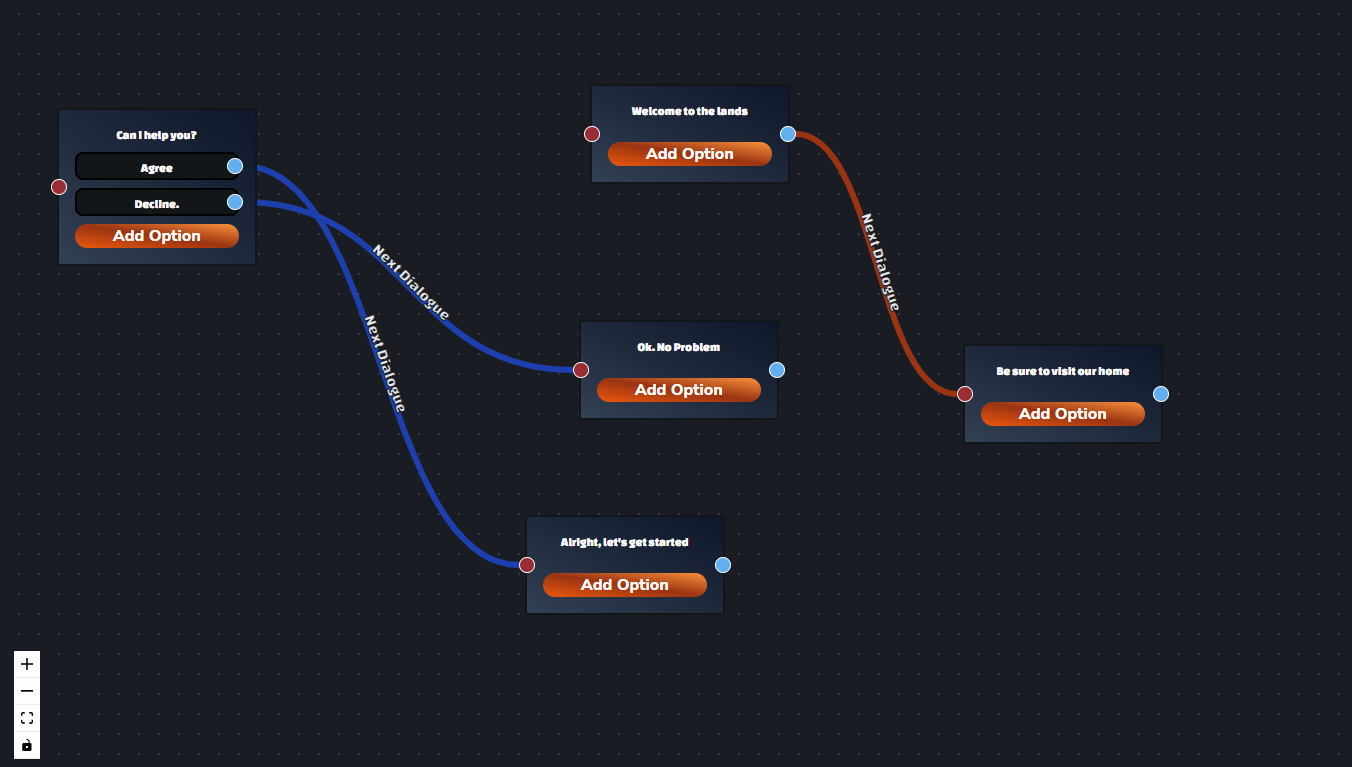 Can I help you?
Agree
Decline.
Add Option
Welcome to the lands
Add Option
Next Dialogue
Next Dialogue
Next Dialogue
Ok. No Problem
Add Option
Be sure to visit our home
Add Option
Alright, let's get started
Add Option